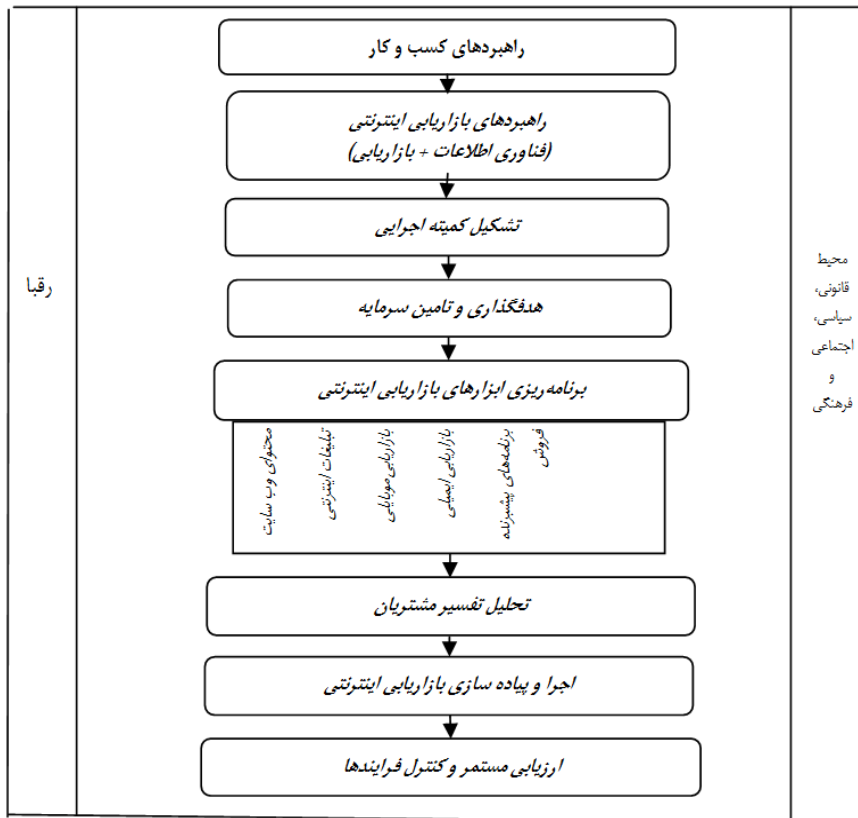 راهبردهای کسب و کار
راهبردهای بازاریابی اینترنتی
(فناوری اطلاعات + بازاریابی)
تشکیل کمیته اجرایی
هدفگذاری و تامین سرمایه
برنامه‌ریزی ابزارهای بازاریابی اینترنتی
محتوای وب سایت
تبلیغات اینترنتی
بازاریابی موبایلی
بازاریابی ایمیلی
برنامه‌های پیشبرنده
فروش
تحلیل تفسیر مشتریان
اجرا و پیاده سازی بازاریابی اینترنتی
ارزیابی مستمر و کنترل فرایندها
محیط
قانونی،
سیاسی،
اجتماعی
و
فرهنگی
رقبا